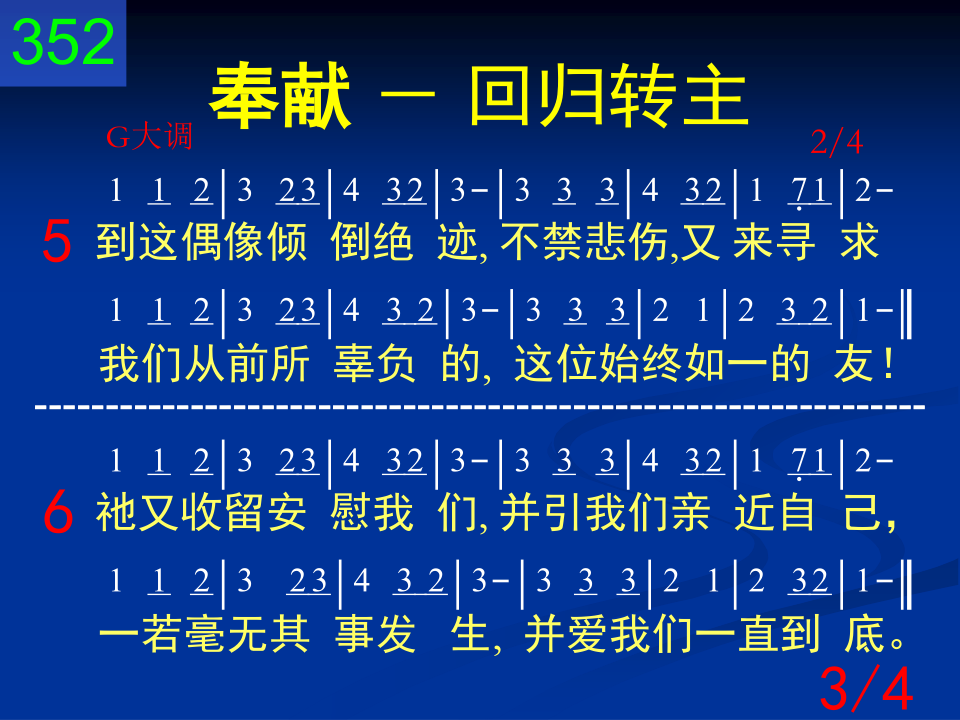 352
奉献 － 回归转主
G大调 2/4
1 1 2|3 23|4 32|3-|3 3 3|4 32|1 7̣1|2-
5 到这偶像倾 倒绝 迹, 不禁悲伤,又 来寻 求
1 1 2|3 23|4 3 2|3-|3 3 3|2 1|2 3 2|1-‖
我们从前所 辜负 的, 这位始终如一的 友!
---------------------------------------------------------------
1 1 2|3 23|4 32|3-|3 3 3|4 32|1 7̣1|2-
6 祂又收留安 慰我 们, 并引我们亲 近自 己,
1 1 2|3 23|4 3 2|3-|3 3 3|2 1|2 32|1-‖
一若毫无其 事发 生, 并爱我们一直到 底。
3/4